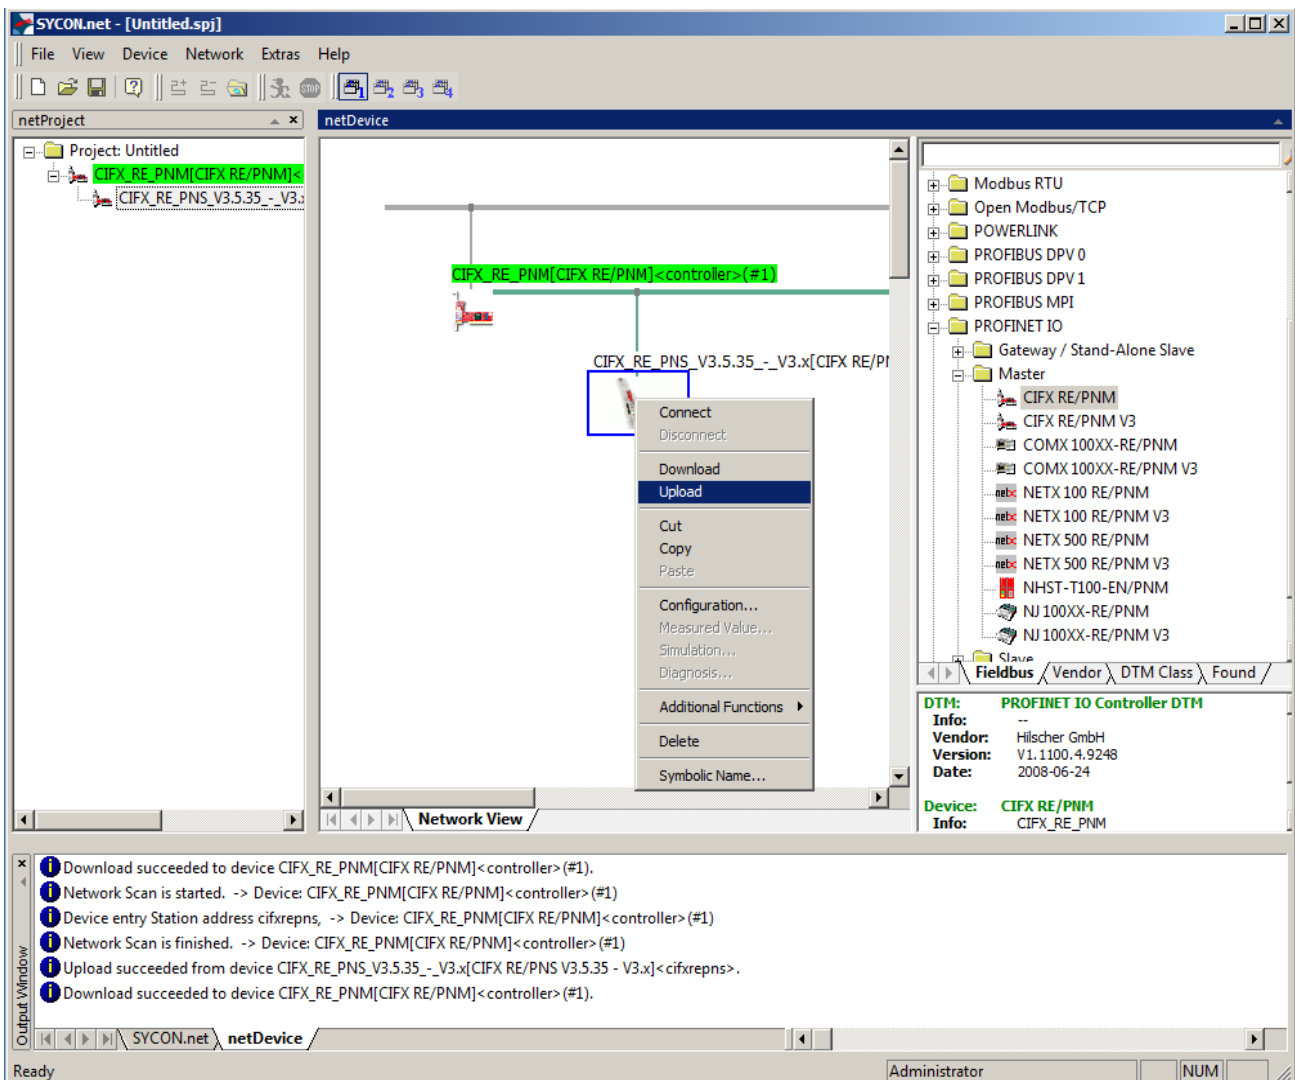 SYCON.net - [Untitled.spj]
File View Device Network Extras Help
netProject
Project: Untitled
CIFX_RE_PNM[CIFX RE/PNM]<
CIFX_RE_PNS_V3.5.35_-_V3.x
netDevice
CIFX_RE_PNM[CIFX RE/PNM]<controller>(#1)
CIFX_RE_PNS_V3.5.35_-_V3.x[CIFX RE/PN
Connect
Disconnect
Download
Upload
Cut
Copy
Paste
Configuration...
Measured Value...
Simulation...
Diagnosis...
Additional Functions
Delete
Symbolic Name...
Network View
Modbus RTU
Open Modbus/TCP
POWERLINK
PROFIBUS DPV0
PROFIBUS DPV1
PROFIBUS MPI
PROFINET IO
Gateway / Stand-Alone Slave
Master
CIFX RE/PNM
CIFX RE/PNM V3
COMX 100XX-RE/PNM
COMX 100XX-RE/PNM V3
netx NETX 100 RE/PNM
netx NETX 100 RE/PNM V3
netx NETX 500 RE/PNM
netx NETX 500 RE/PNM V3
NHST-T100-EN/PNM
NJ 100XX-RE/PNM
NJ 100XX-RE/PNM V3
Slave
Fieldbus Vendor DTM Class Found
DTM: PROFINET IO Controller DTM
Info: --
Vendor: Hilscher GmbH
Version: V1.1100.4.9248
Date: 2008-06-24
Device: CIFX RE/PNM
Info: CIFX_RE_PNM
Output Window
Download succeeded to device CIFX_RE_PNM[CIFX RE/PNM]<controller>(#1).
Network Scan is started. -> Device: CIFX_RE_PNM[CIFX RE/PNM]<controller>(#1)
Device entry Station address cifxrepns, -> Device: CIFX_RE_PNM[CIFX RE/PNM]<controller>(#1)
Network Scan is finished. -> Device: CIFX_RE_PNM[CIFX RE/PNM]<controller>(#1)
Upload succeeded from device CIFX_RE_PNS_V3.5.35_-_V3.x[CIFX RE/PNS V3.5.35 - V3.x]<cifxrepns>.
Download succeeded to device CIFX_RE_PNM[CIFX RE/PNM]<controller>(#1).
SYCON.net netDevice
Ready Administrator NUM